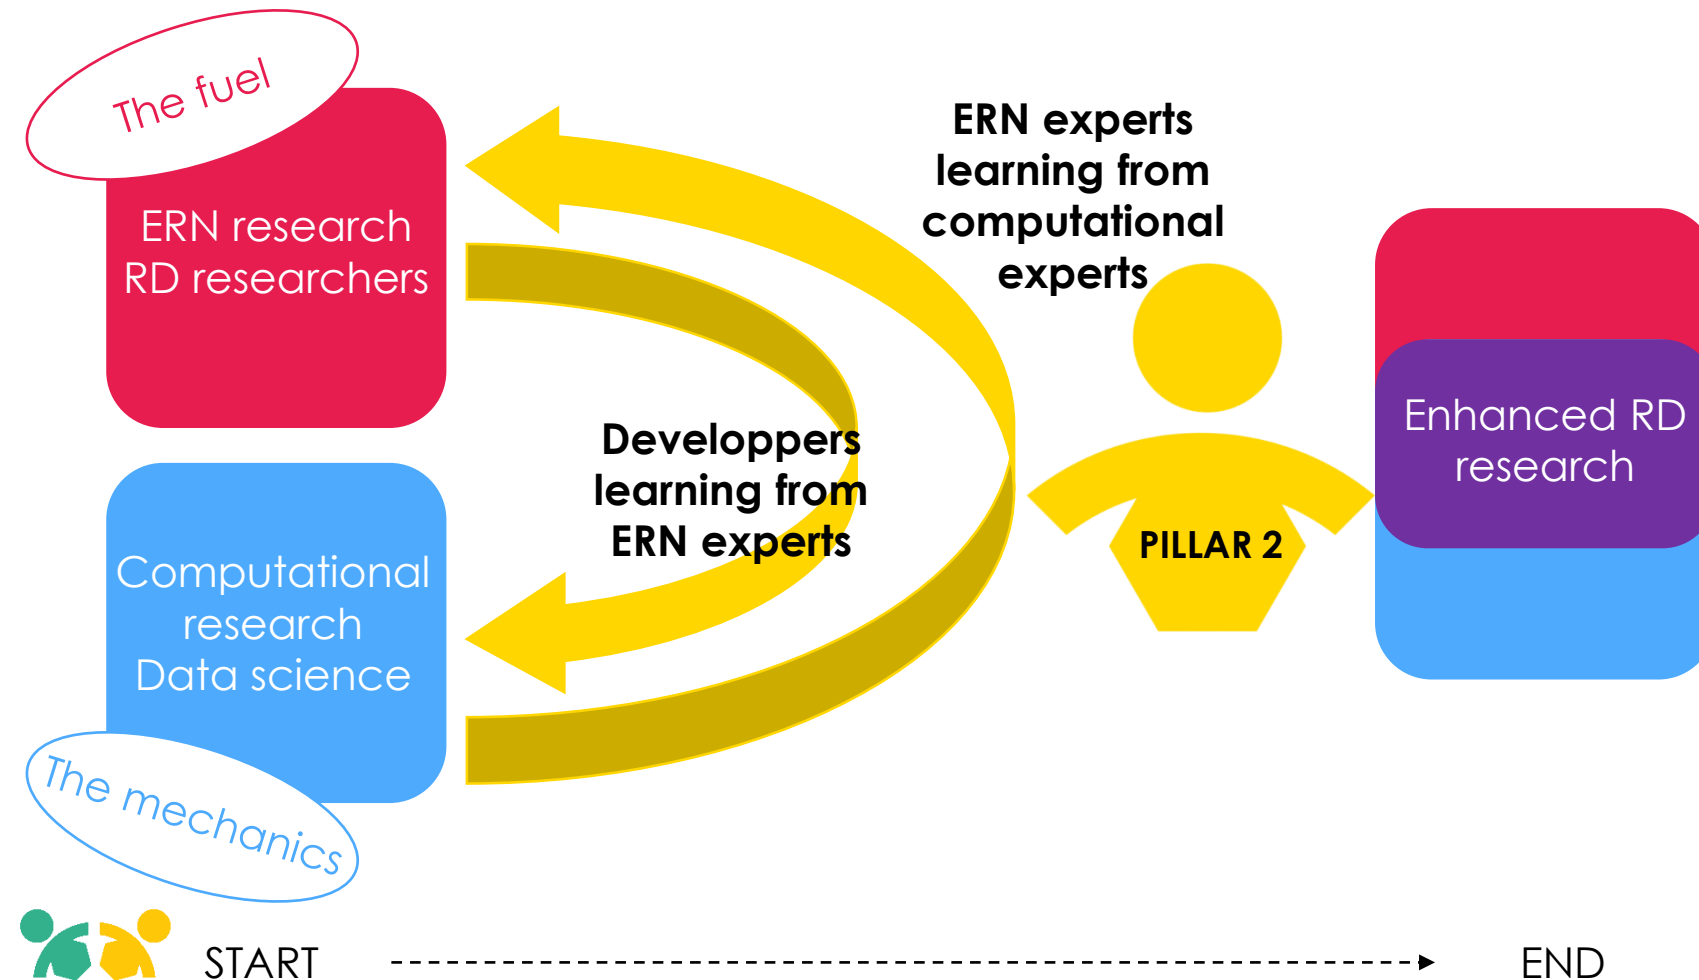 The fuel
ERN research
RD researchers
ERN experts
learning from
computational
experts
Developpers
learning from
ERN experts
PILLAR 2
Enhanced RD
research
Computational
research
Data science
The mechanics
START
END